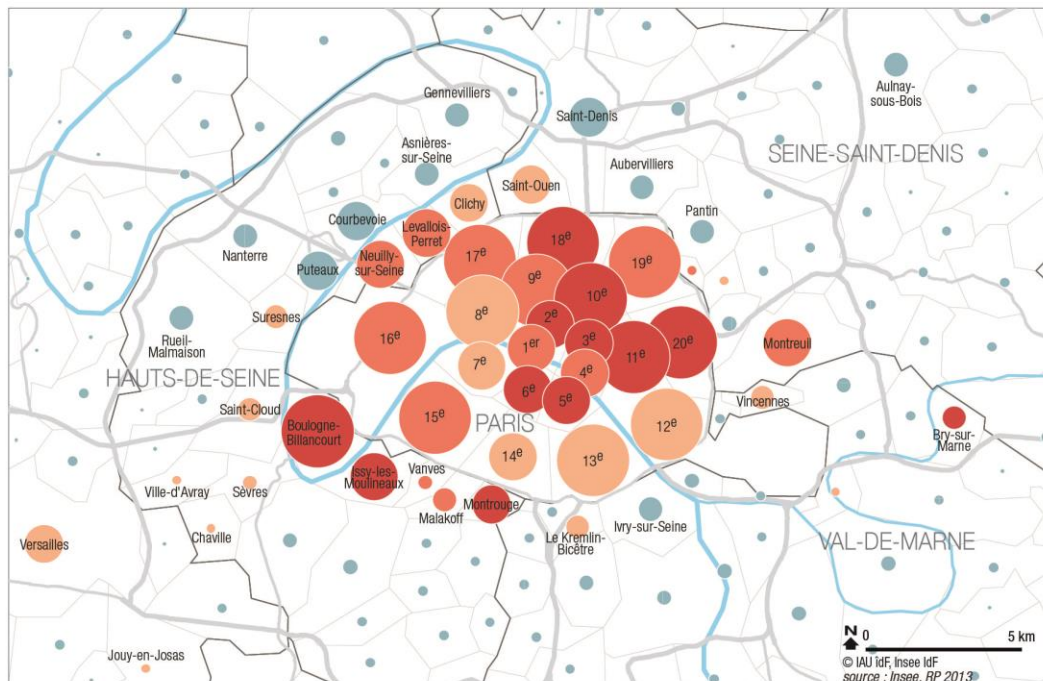 Aulnay-
sous-Bois
Gennevilliers
Saint-Denis
Asnières-
sur-Seine
SEINE-SAINT-DENIS
Aubervilliers
Saint-Ouen
Clichy
Courbevoie
Levallois-
Perret
Pantin
Nanterre
Neuilly-
sur-Seine
Puteaux
17e
18e
19e
9e
10e
8e
2e
Suresnes
16e
1er
3e
11e
20e
Montreuil
Rueil-
Malmaison
7e
4e
HAUTS-DE-SEINE
6e
5e
Vincennes
Saint-Cloud
15e
PARIS
12e
Boulogne-
Billancourt
Bry-sur-
Marne
14e
13e
Issy-les-
Moulineaux
Vanves
Ville-d'Avray
Sèvres
Malakoff
Montrouge
Ivry-sur-Seine
Chaville
Le Kremlin-
Bicêtre
Versailles
VAL-DE-MARNE
Jouy-en-Josas
N
0
5 km
© IAU îdF, Insee IdF
source : Insee, RP 2013